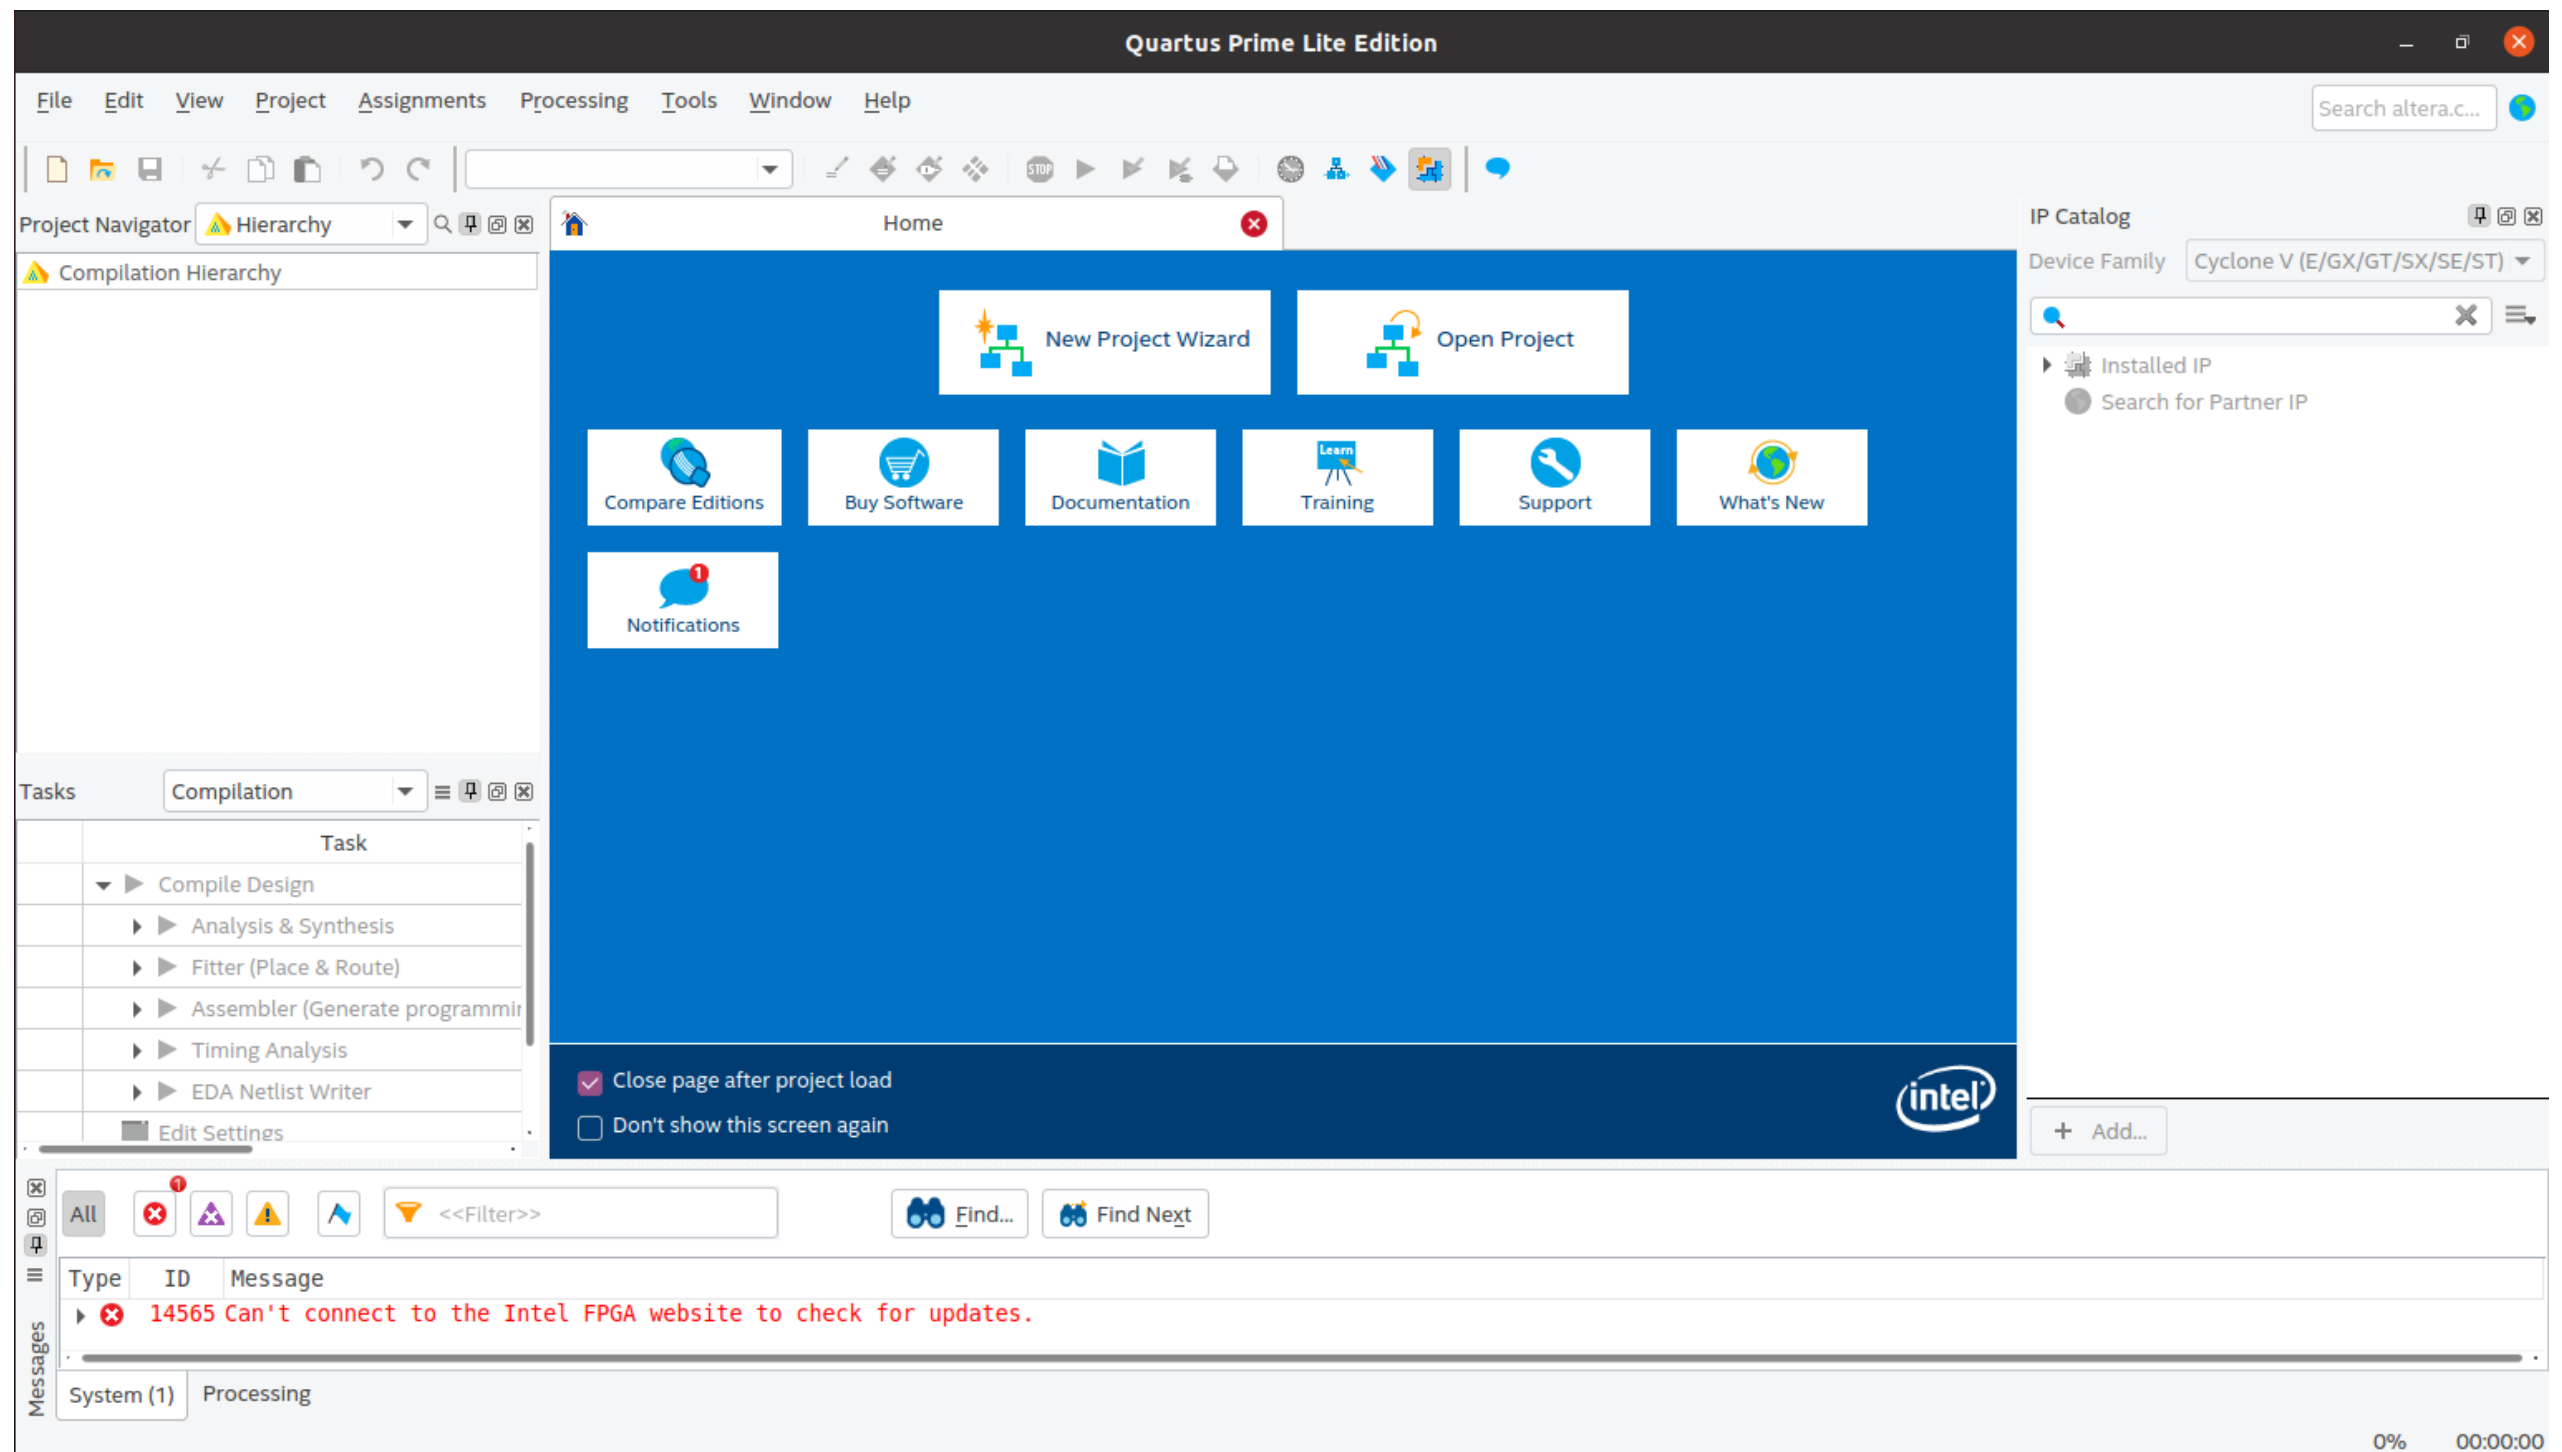 Quartus Prime Lite Edition
File Edit View Project Assignments Processing Tools Window Help
Search altera.c...
STOP
Project Navigator Hierarchy
Home
IP Catalog
Compilation Hierarchy
Device Family Cyclone V (E/GX/GT/SX/SE/ST)
New Project Wizard
Open Project
Installed IP
Search for Partner IP
Learn
Compare Editions
Buy Software
Documentation
Training
Support
What's New
1
Notifications
Tasks Compilation
Task
Compile Design
Analysis & Synthesis
Fitter (Place & Route)
Assembler (Generate programmin
Timing Analysis
EDA Netlist Writer
Edit Settings
Close page after project load
Don't show this screen again
intel
+ Add...
1
All
<<Filter>>
Find...
Find Next
Type ID Message
14565 Can't connect to the Intel FPGA website to check for updates.
Messages
System (1) Processing
0% 00:00:00